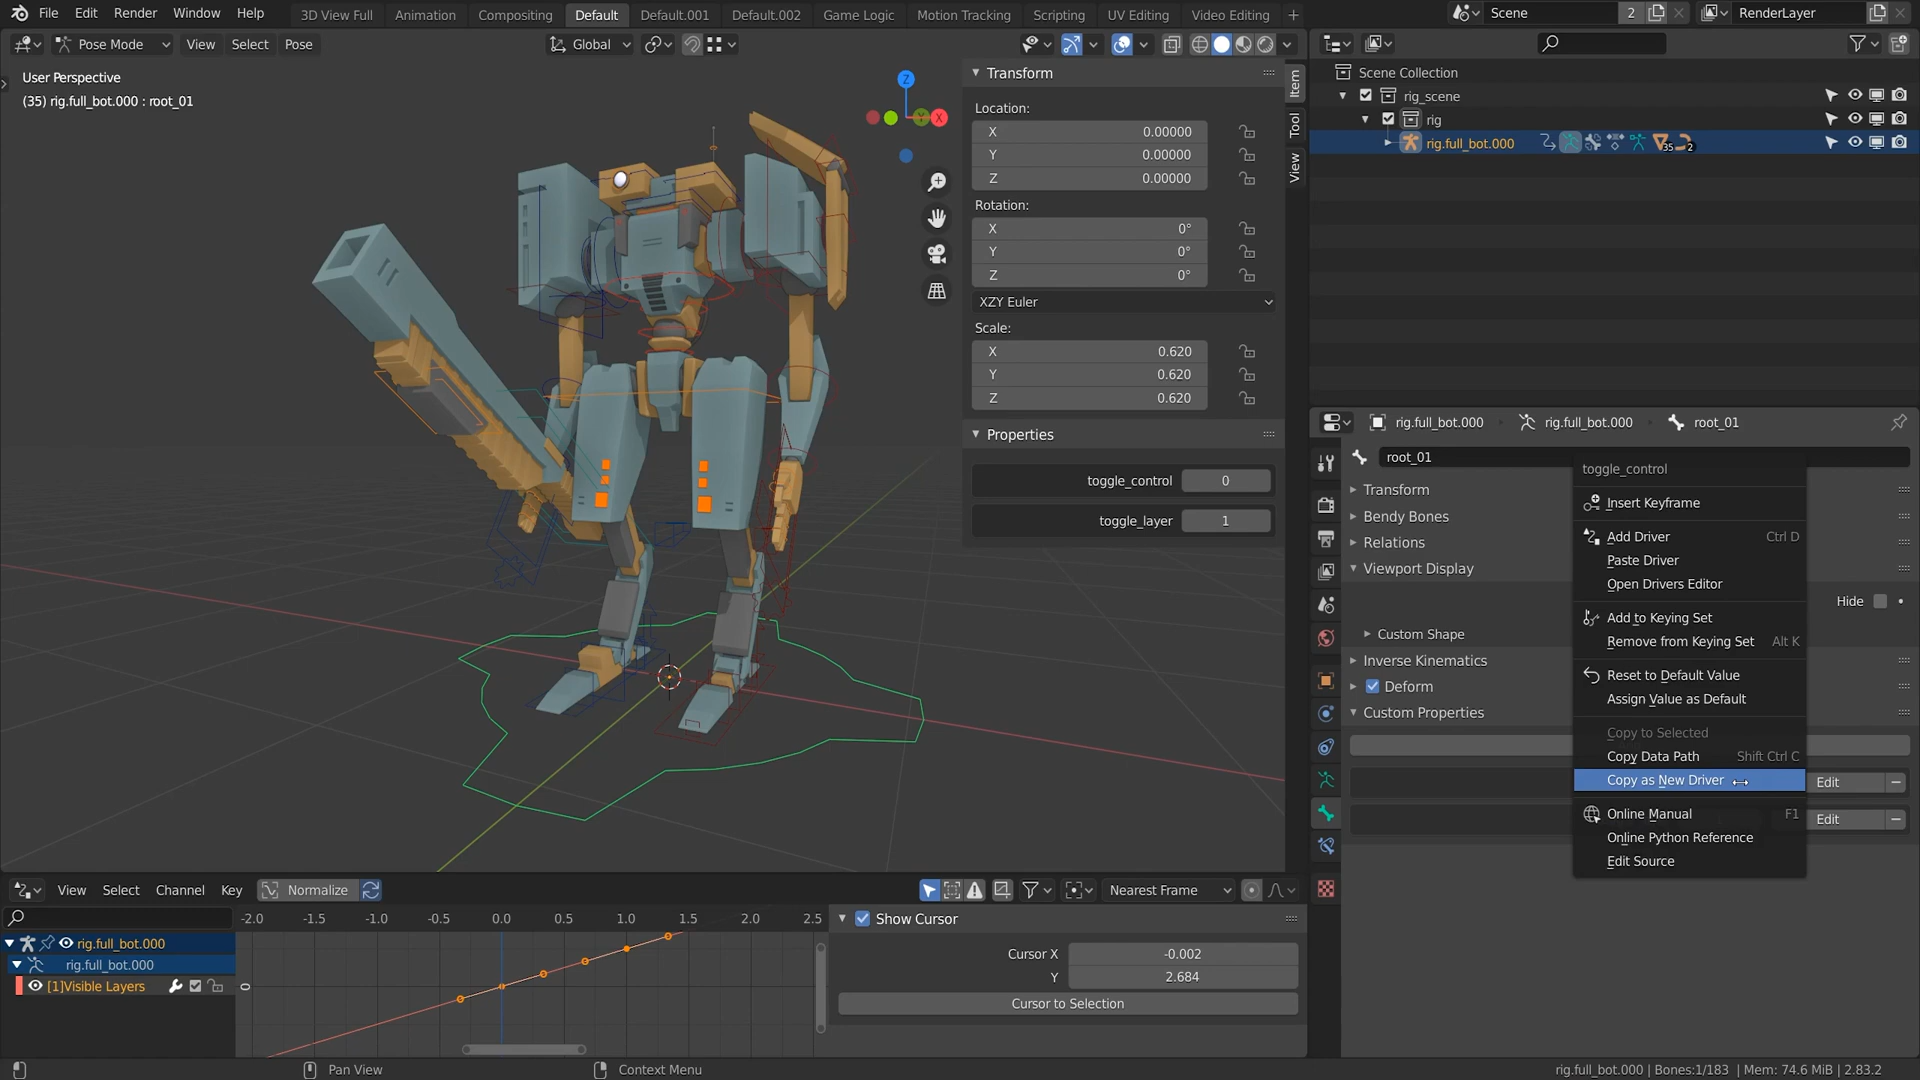 File Edit Render Window Help 3D View Full Animation Compositing Default Default.001 Default.002 Game Logic Motion Tracking Scripting UV Editing Video Editing + Scene 2 RenderLayer
Pose Mode View Select Pose Global
User Perspective
(35) rig.full_bot.000 : root_01
Z
Y
X
Transform
Location:
X 0.00000
Y 0.00000
Z 0.00000
Rotation:
X 0°
Y 0°
Z 0°
XZY Euler
Scale:
X 0.620
Y 0.620
Z 0.620
Properties
toggle_control 0
toggle_layer 1
Item
Tool
View
Scene Collection
rig_scene
rig
rig.full_bot.000 35 2
rig.full_bot.000 rig.full_bot.000 root_01
root_01
Transform
Bendy Bones
Relations
Viewport Display
Hide
Custom Shape
Inverse Kinematics
Deform
Custom Properties
Edit
Edit
toggle_control
Insert Keyframe
Add Driver Ctrl D
Paste Driver
Open Drivers Editor
Add to Keying Set
Remove from Keying Set Alt K
Reset to Default Value
Assign Value as Default
Copy to Selected
Copy Data Path Shift Ctrl C
Copy as New Driver
Online Manual F1
Online Python Reference
Edit Source
View Select Channel Key Normalize Nearest Frame
-2.0 -1.5 -1.0 -0.5 0.0 0.5 1.0 1.5 2.0 2.5
0
rig.full_bot.000
rig.full_bot.000
[1]Visible Layers
Show Cursor
Cursor X -0.002
Y 2.684
Cursor to Selection
Pan View Context Menu rig.full_bot.000 | Bones:1/183 | Mem: 74.6 MiB | 2.83.2